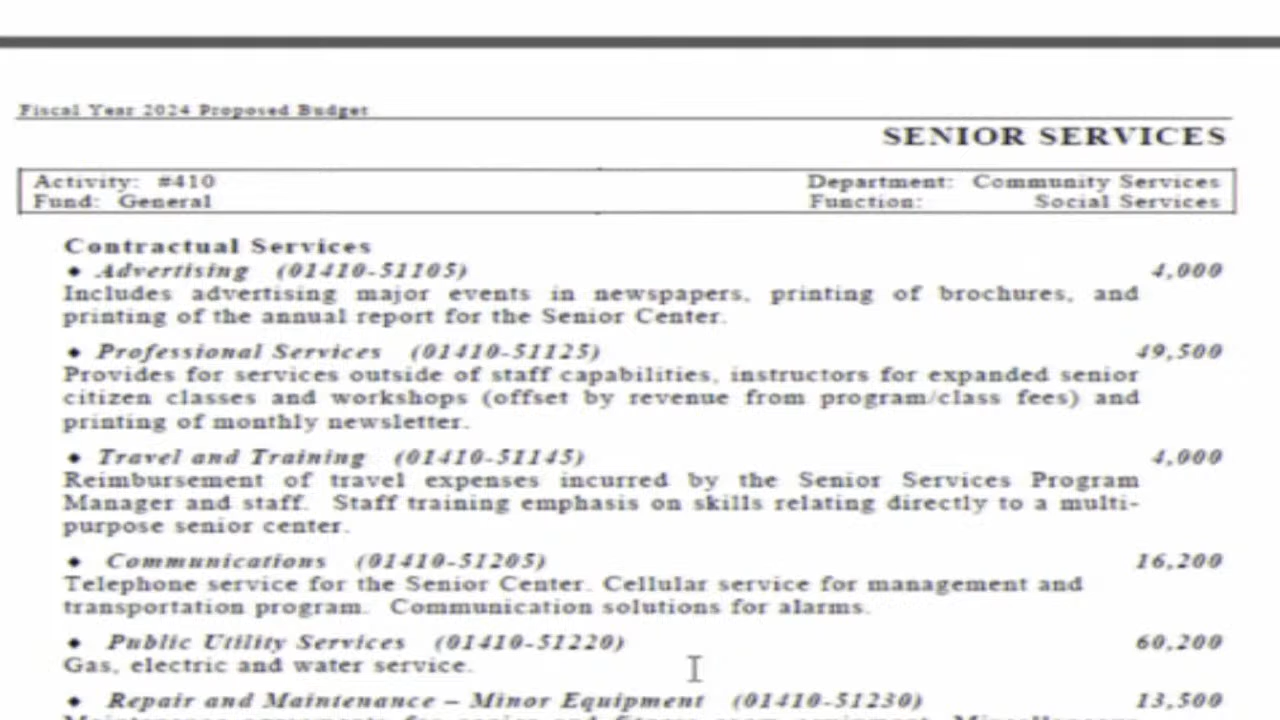 Fiscal Year 2024 Proposed Budget
SENIOR SERVICES
Activity: #410 Department: Community Services
Fund: General Function: Social Services
Contractual Services
• Advertising (01410-51105) 4,000
Includes advertising major events in newspapers, printing of brochures, and
printing of the annual report for the Senior Center.
• Professional Services (01410-51125) 49,500
Provides for services outside of staff capabilities, instructors for expanded senior
citizen classes and workshops (offset by revenue from program/class fees) and
printing of monthly newsletter.
• Travel and Training (01410-51145) 4,000
Reimbursement of travel expenses incurred by the Senior Services Program
Manager and staff. Staff training emphasis on skills relating directly to a multi-
purpose senior center.
• Communications (01410-51205) 16,200
Telephone service for the Senior Center. Cellular service for management and
transportation program. Communication solutions for alarms.
• Public Utility Services (01410-51220) 60,200
Gas, electric and water service.
• Repair and Maintenance – Minor Equipment (01410-51230) 13,500